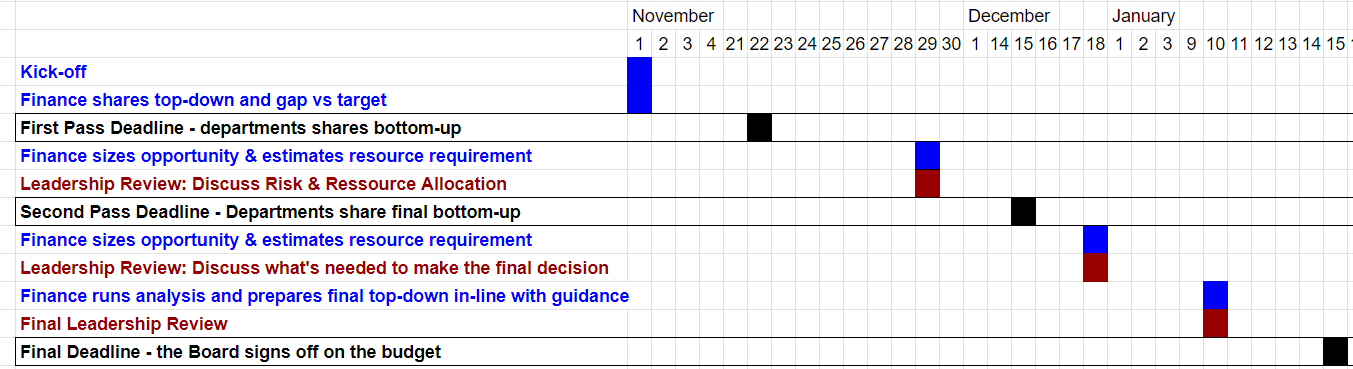 November December January
1 2 3 4 21 22 23 24 25 26 27 28 29 30 1 14 15 16 17 18 1 2 3 9 10 11 12 13 14 15
Kick-off
Finance shares top-down and gap vs target
First Pass Deadline - departments shares bottom-up
Finance sizes opportunity & estimates resource requirement
Leadership Review: Discuss Risk & Ressource Allocation
Second Pass Deadline - Departments share final bottom-up
Finance sizes opportunity & estimates resource requirement
Leadership Review: Discuss what's needed to make the final decision
Finance runs analysis and prepares final top-down in-line with guidance
Final Leadership Review
Final Deadline - the Board signs off on the budget